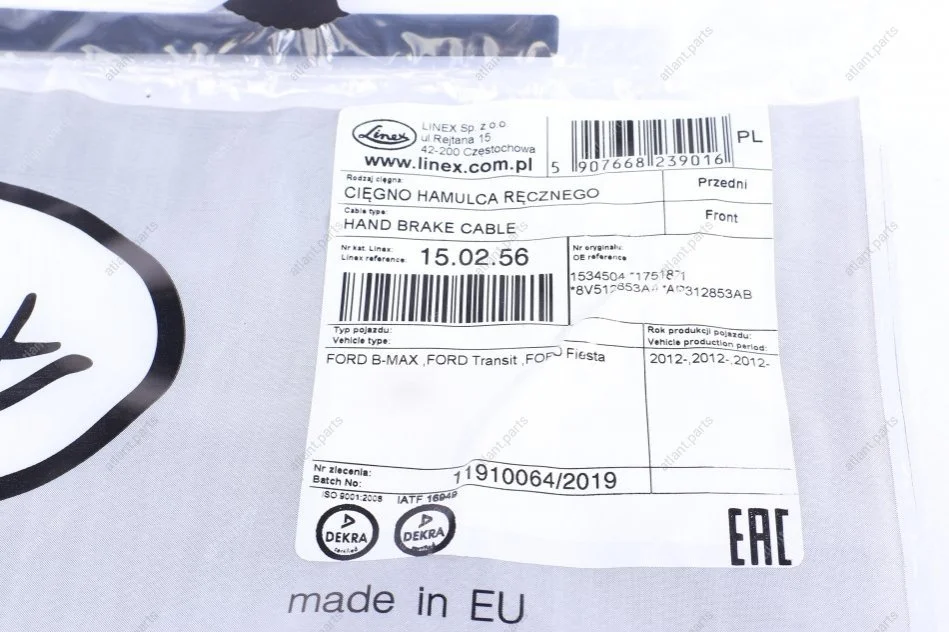 Linex
LINEX Sp. z o.o.
ul.Rejtana 15
42-200 Częstochowa
www.linex.com.pl
5 907668 239016
PL
Rodzaj cięgna:
CIĘGNO HAMULCA RĘCZNEGO
Przedni
Cable type:
HAND BRAKE CABLE
Front
Nr kat. Linex:
Linex reference:
15.02.56
Nr oryginału:
OE reference
1534504
Typ pojazdu:
Vehicle type:
Rok produkcji pojazdu:
Vehicle production period:
FORD B-MAX ,FORD Transit ,FORD Fiesta
2012-,2012-,2012-
Nr zlecenia:
Batch No:
11910064/2019
ISO 9001:2008
IATF 16949
DEKRA
certified
DEKRA
EAC
made in EU
atlant.parts